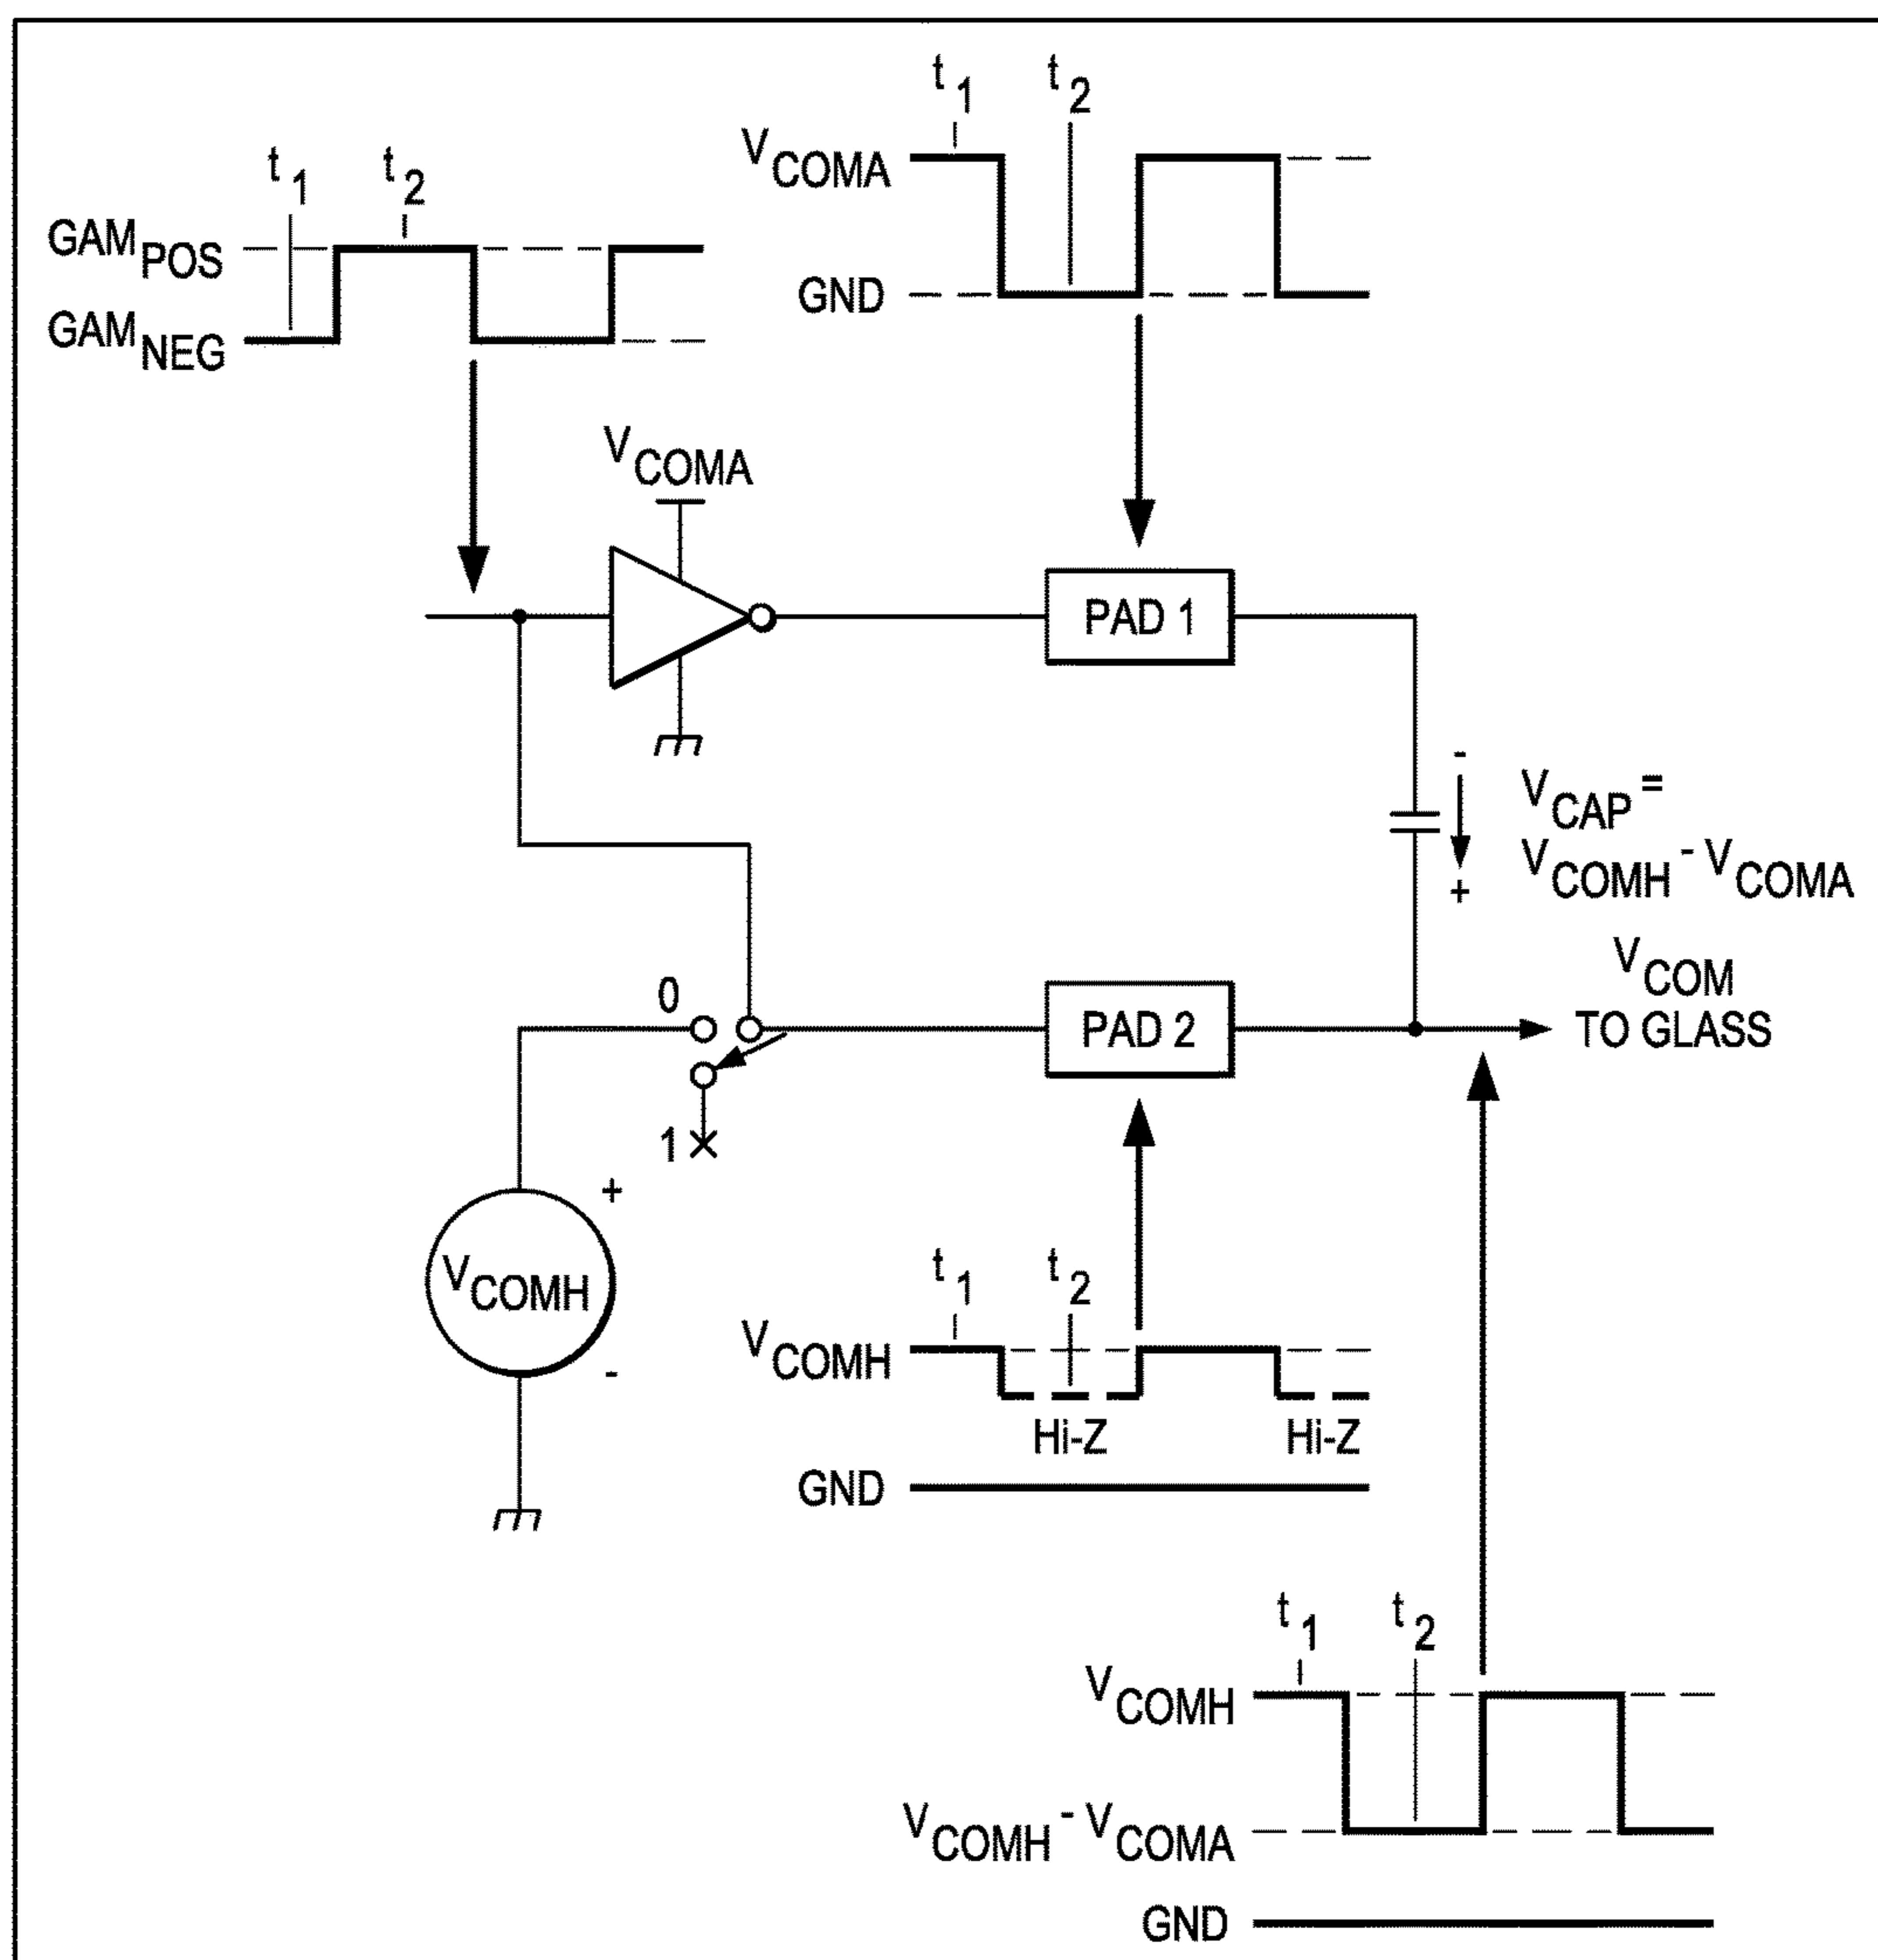 t1 t2
VCOMA
GND
t1 t2
GAMPOS
GAMNEG
VCOMA
PAD 1
-
VCAP =
VCOMH - VCOMA
+
VCOM
TO GLASS
0
PAD 2
1
+
VCOMH
-
t1 t2
VCOMH
Hi-Z Hi-Z
GND
t1 t2
VCOMH
VCOMH - VCOMA
GND